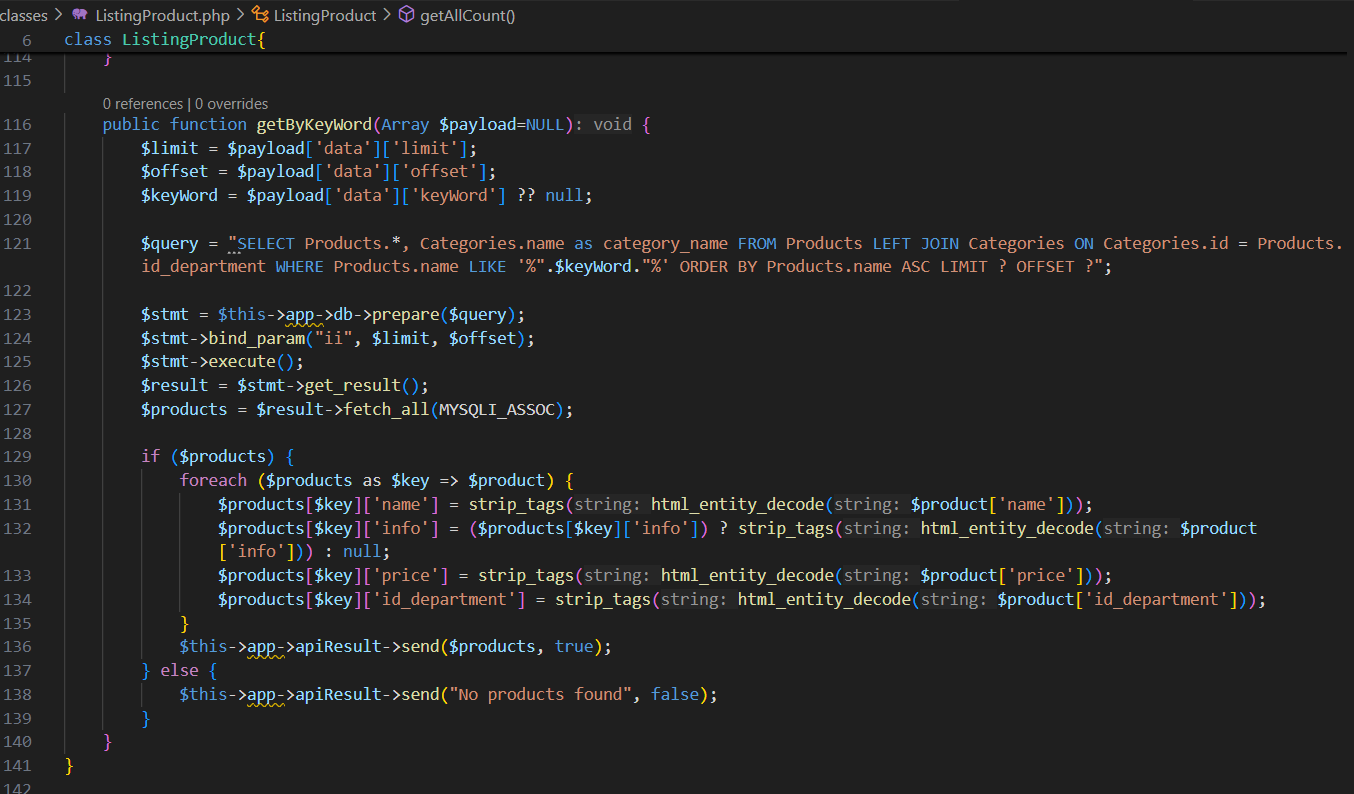 classes > ListingProduct.php > ListingProduct > getAllCount()
6 class ListingProduct{
114 }
115
0 references | 0 overrides
116 public function getByKeyWord(Array $payload=NULL): void {
117 $limit = $payload['data']['limit'];
118 $offset = $payload['data']['offset'];
119 $keyWord = $payload['data']['keyWord'] ?? null;
120
121 $query = "SELECT Products.*, Categories.name as category_name FROM Products LEFT JOIN Categories ON Categories.id = Products.
id_department WHERE Products.name LIKE '%".$keyWord."%' ORDER BY Products.name ASC LIMIT ? OFFSET ?";
122
123 $stmt = $this->app->db->prepare($query);
124 $stmt->bind_param("ii", $limit, $offset);
125 $stmt->execute();
126 $result = $stmt->get_result();
127 $products = $result->fetch_all(MYSQLI_ASSOC);
128
129 if ($products) {
130 foreach ($products as $key => $product) {
131 $products[$key]['name'] = strip_tags(string: html_entity_decode(string: $product['name']));
132 $products[$key]['info'] = ($products[$key]['info']) ? strip_tags(string: html_entity_decode(string: $product
['info'])) : null;
133 $products[$key]['price'] = strip_tags(string: html_entity_decode(string: $product['price']));
134 $products[$key]['id_department'] = strip_tags(string: html_entity_decode(string: $product['id_department']));
135 }
136 $this->app->apiResult->send($products, true);
137 } else {
138 $this->app->apiResult->send("No products found", false);
139 }
140 }
141 }
142